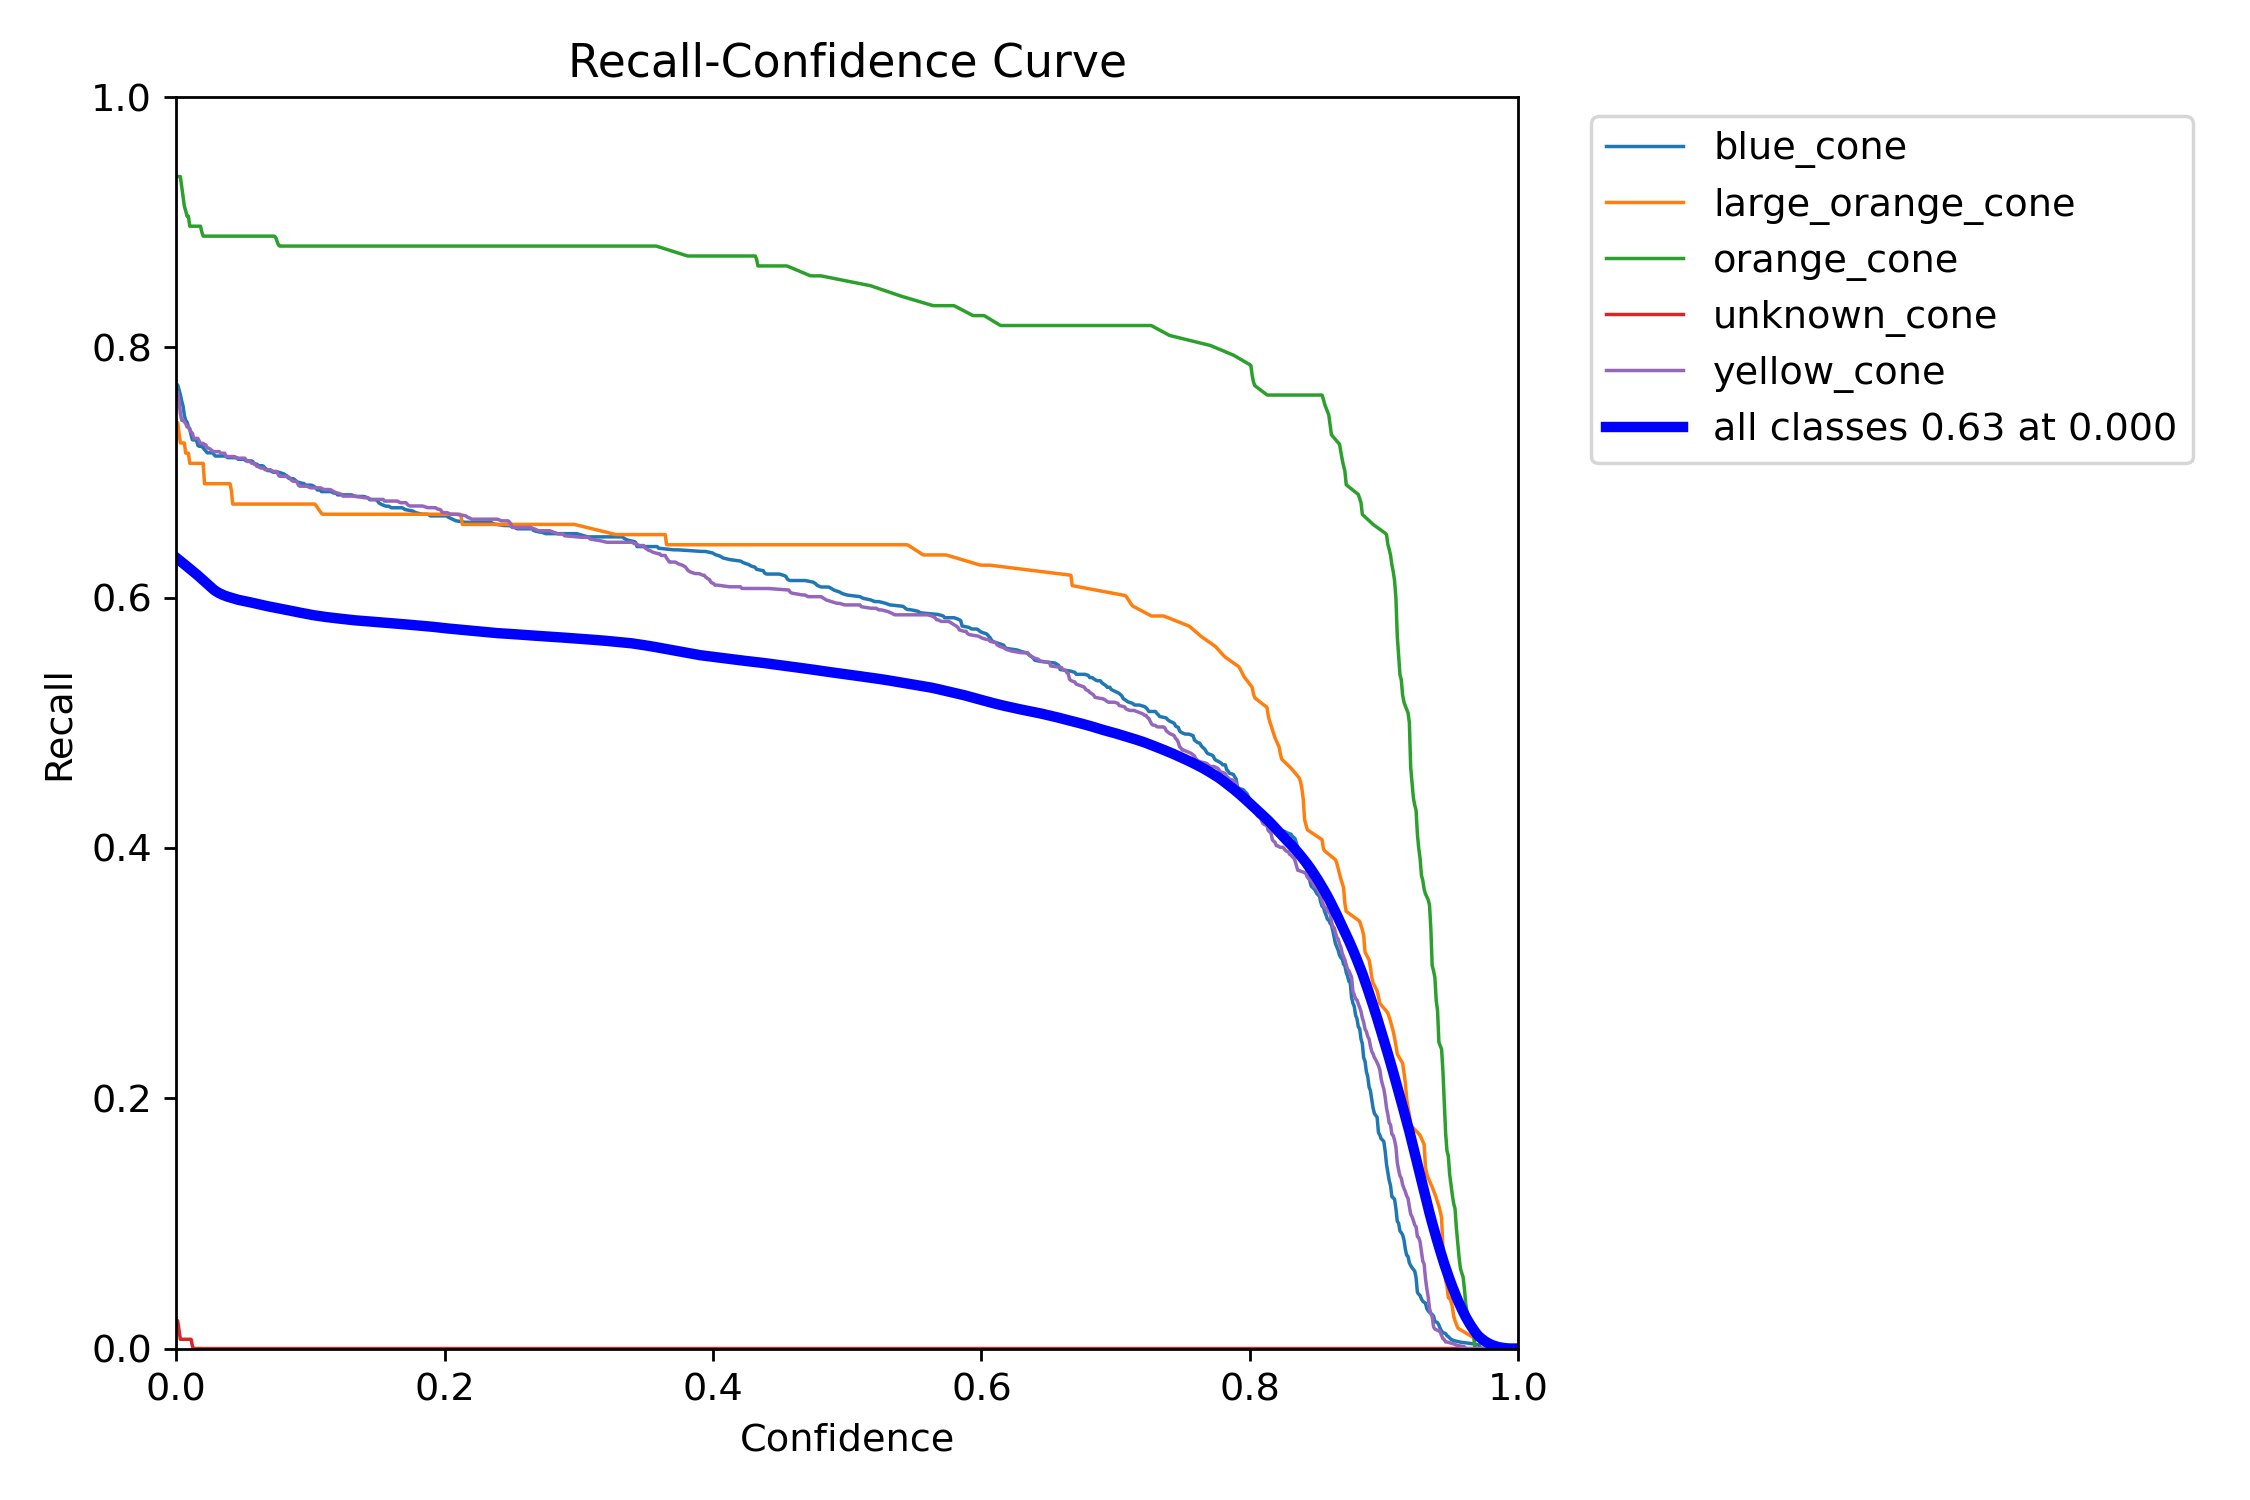 Recall-Confidence Curve
1.0
0.8
0.6
0.4
0.2
0.0
Recall
0.0 0.2 0.4 0.6 0.8 1.0
Confidence
blue_cone
large_orange_cone
orange_cone
unknown_cone
yellow_cone
all classes 0.63 at 0.000